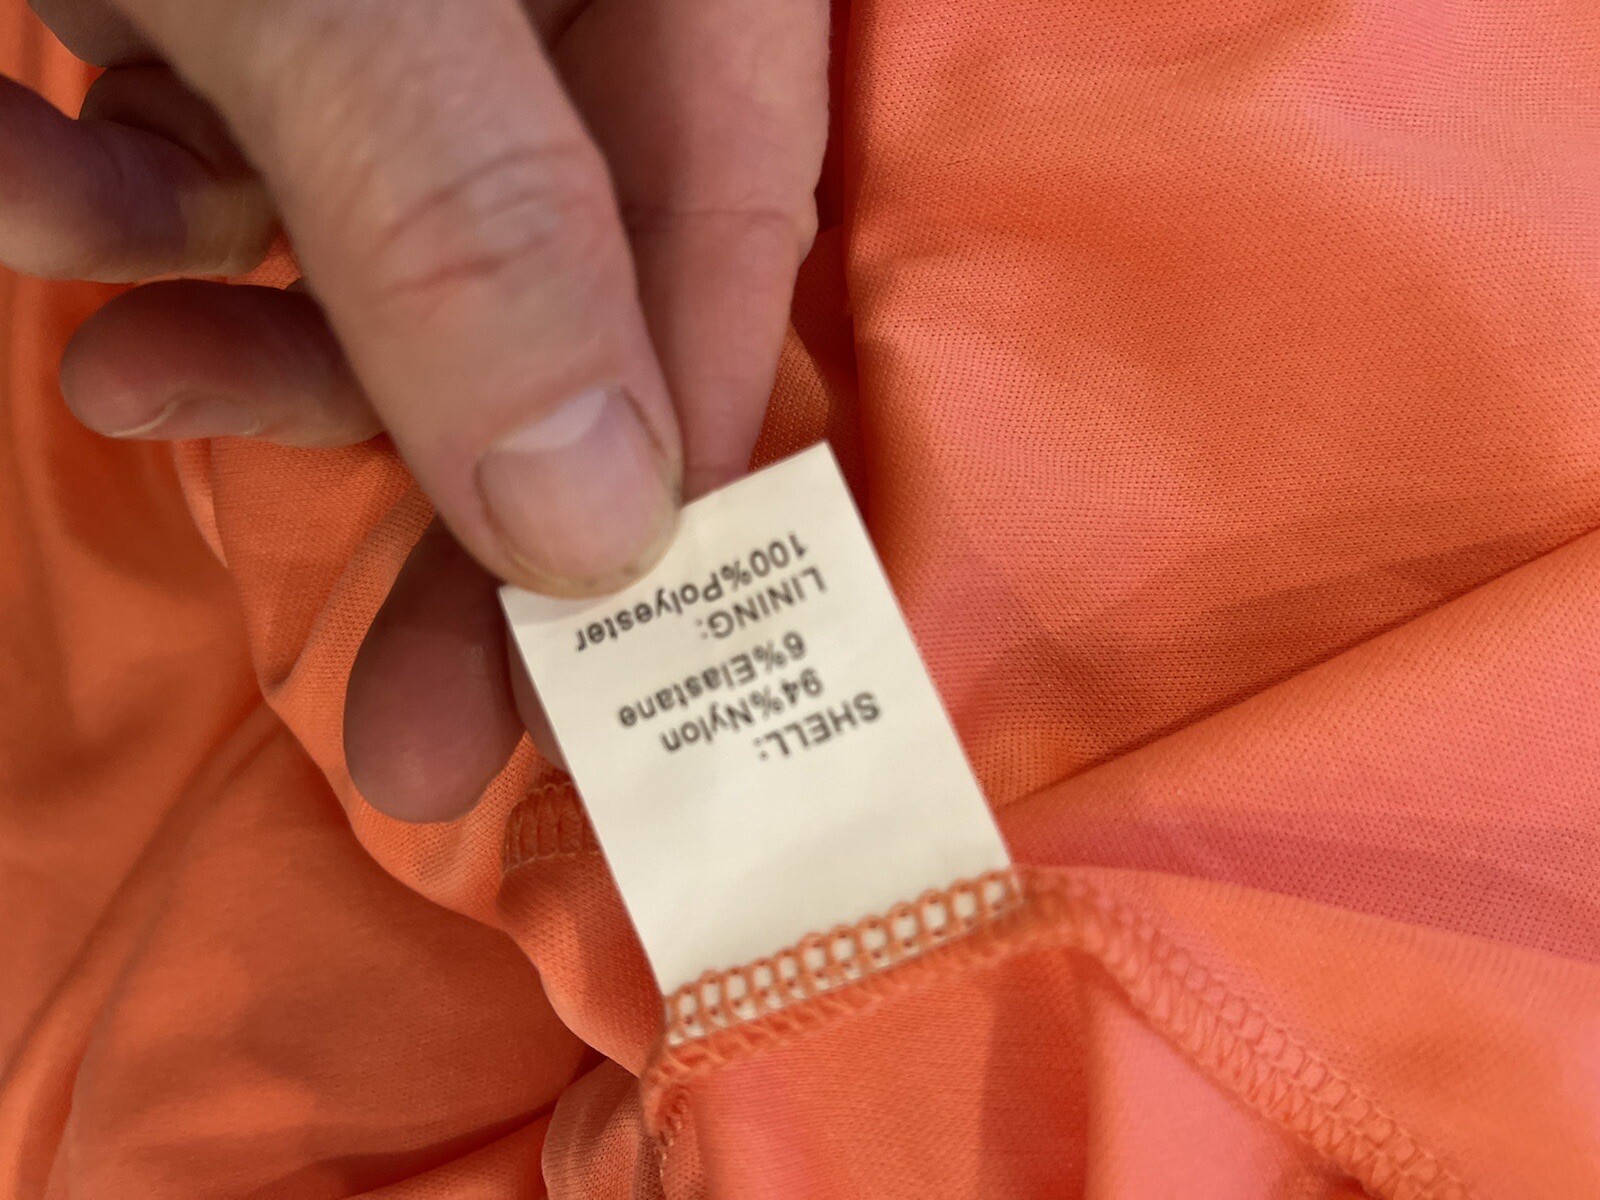 SHELL:
94%Nylon
6%Elastane
LINING:
100%Polyester